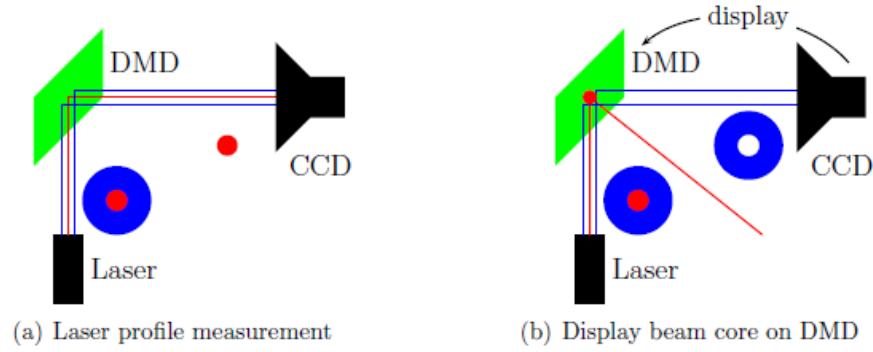 DMD
CCD
Laser
(a) Laser profile measurement
display
DMD
CCD
Laser
(b) Display beam core on DMD